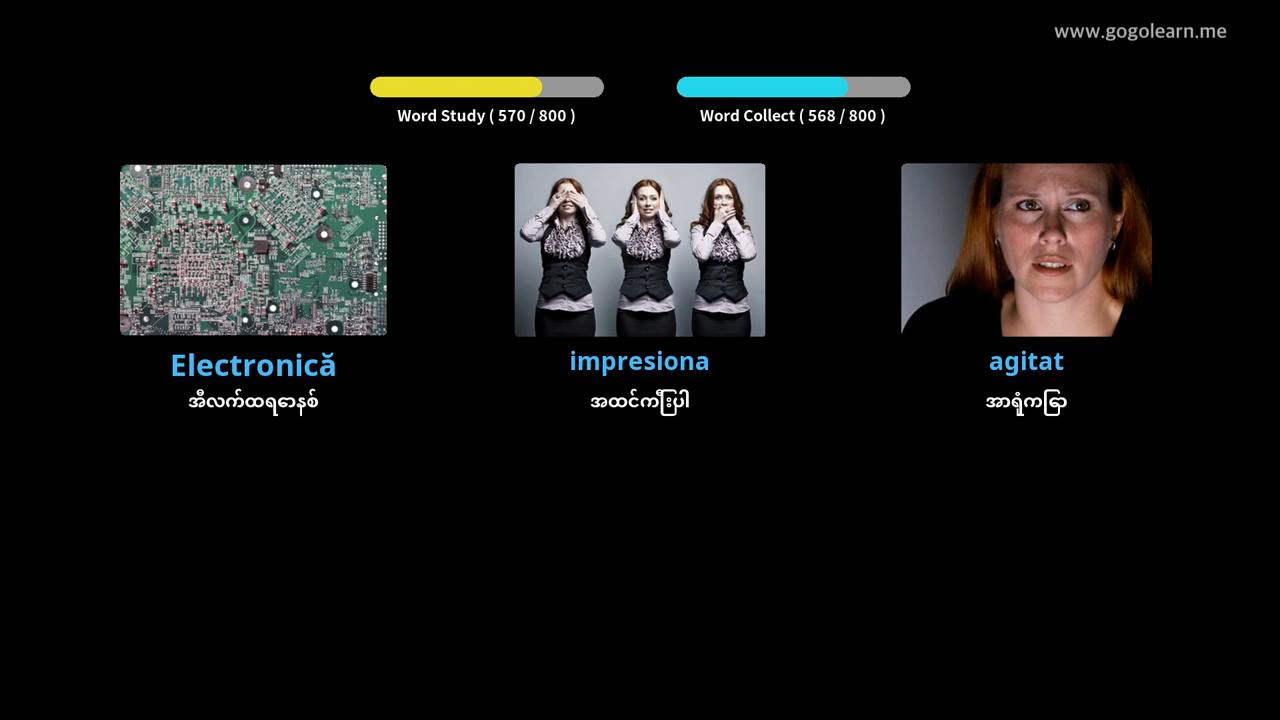 www.gogolearn.me
Word Study ( 570 / 800 )
Word Collect ( 568 / 800 )
Electronică
impresiona
agitat
အီလက်ထရောနစ်
အထင်ကြီးပါ
အာရုံကြော